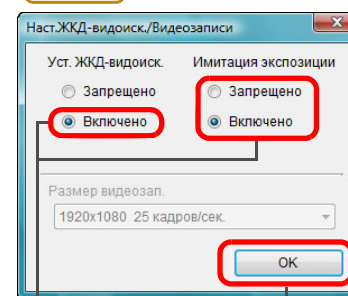 Наст.ЖКД-видоиск./Видеозаписи
Уст. ЖКД-видоиск. Имитация экспозиции
Запрещено Запрещено
Включено Включено
Размер видеозап.
1920x1080 25 кадров/сек.
OK